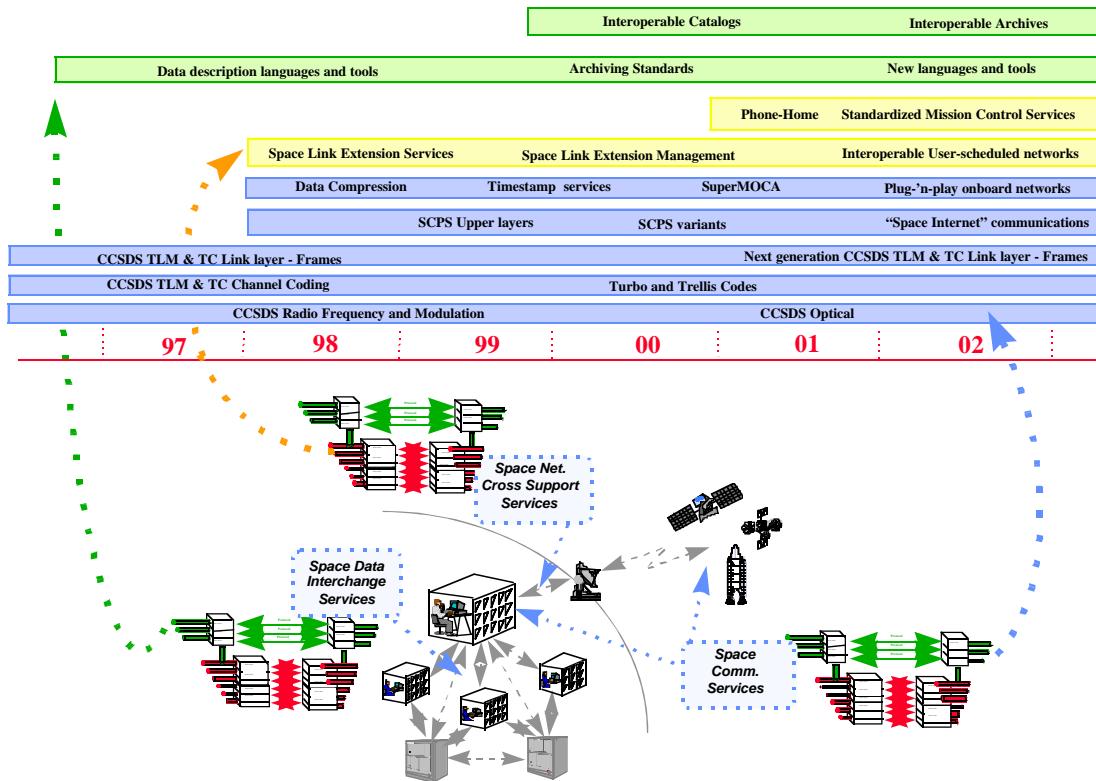 Interoperable Catalogs Interoperable Archives
Data description languages and tools Archiving Standards New languages and tools
Phone-Home Standardized Mission Control Services
Space Link Extension Services Space Link Extension Management Interoperable User-scheduled networks
Data Compression Timestamp services SuperMOCA Plug-’n-play onboard networks
SCPS Upper layers SCPS variants “Space Internet” communications
CCSDS TLM & TC Link layer - Frames Next generation CCSDS TLM & TC Link layer - Frames
CCSDS TLM & TC Channel Coding Turbo and Trellis Codes
CCSDS Radio Frequency and Modulation CCSDS Optical
97 98 99 00 01 02
Space Net.
Cross Support
Services
Space Data
Interchange
Services
Space
Comm.
Services